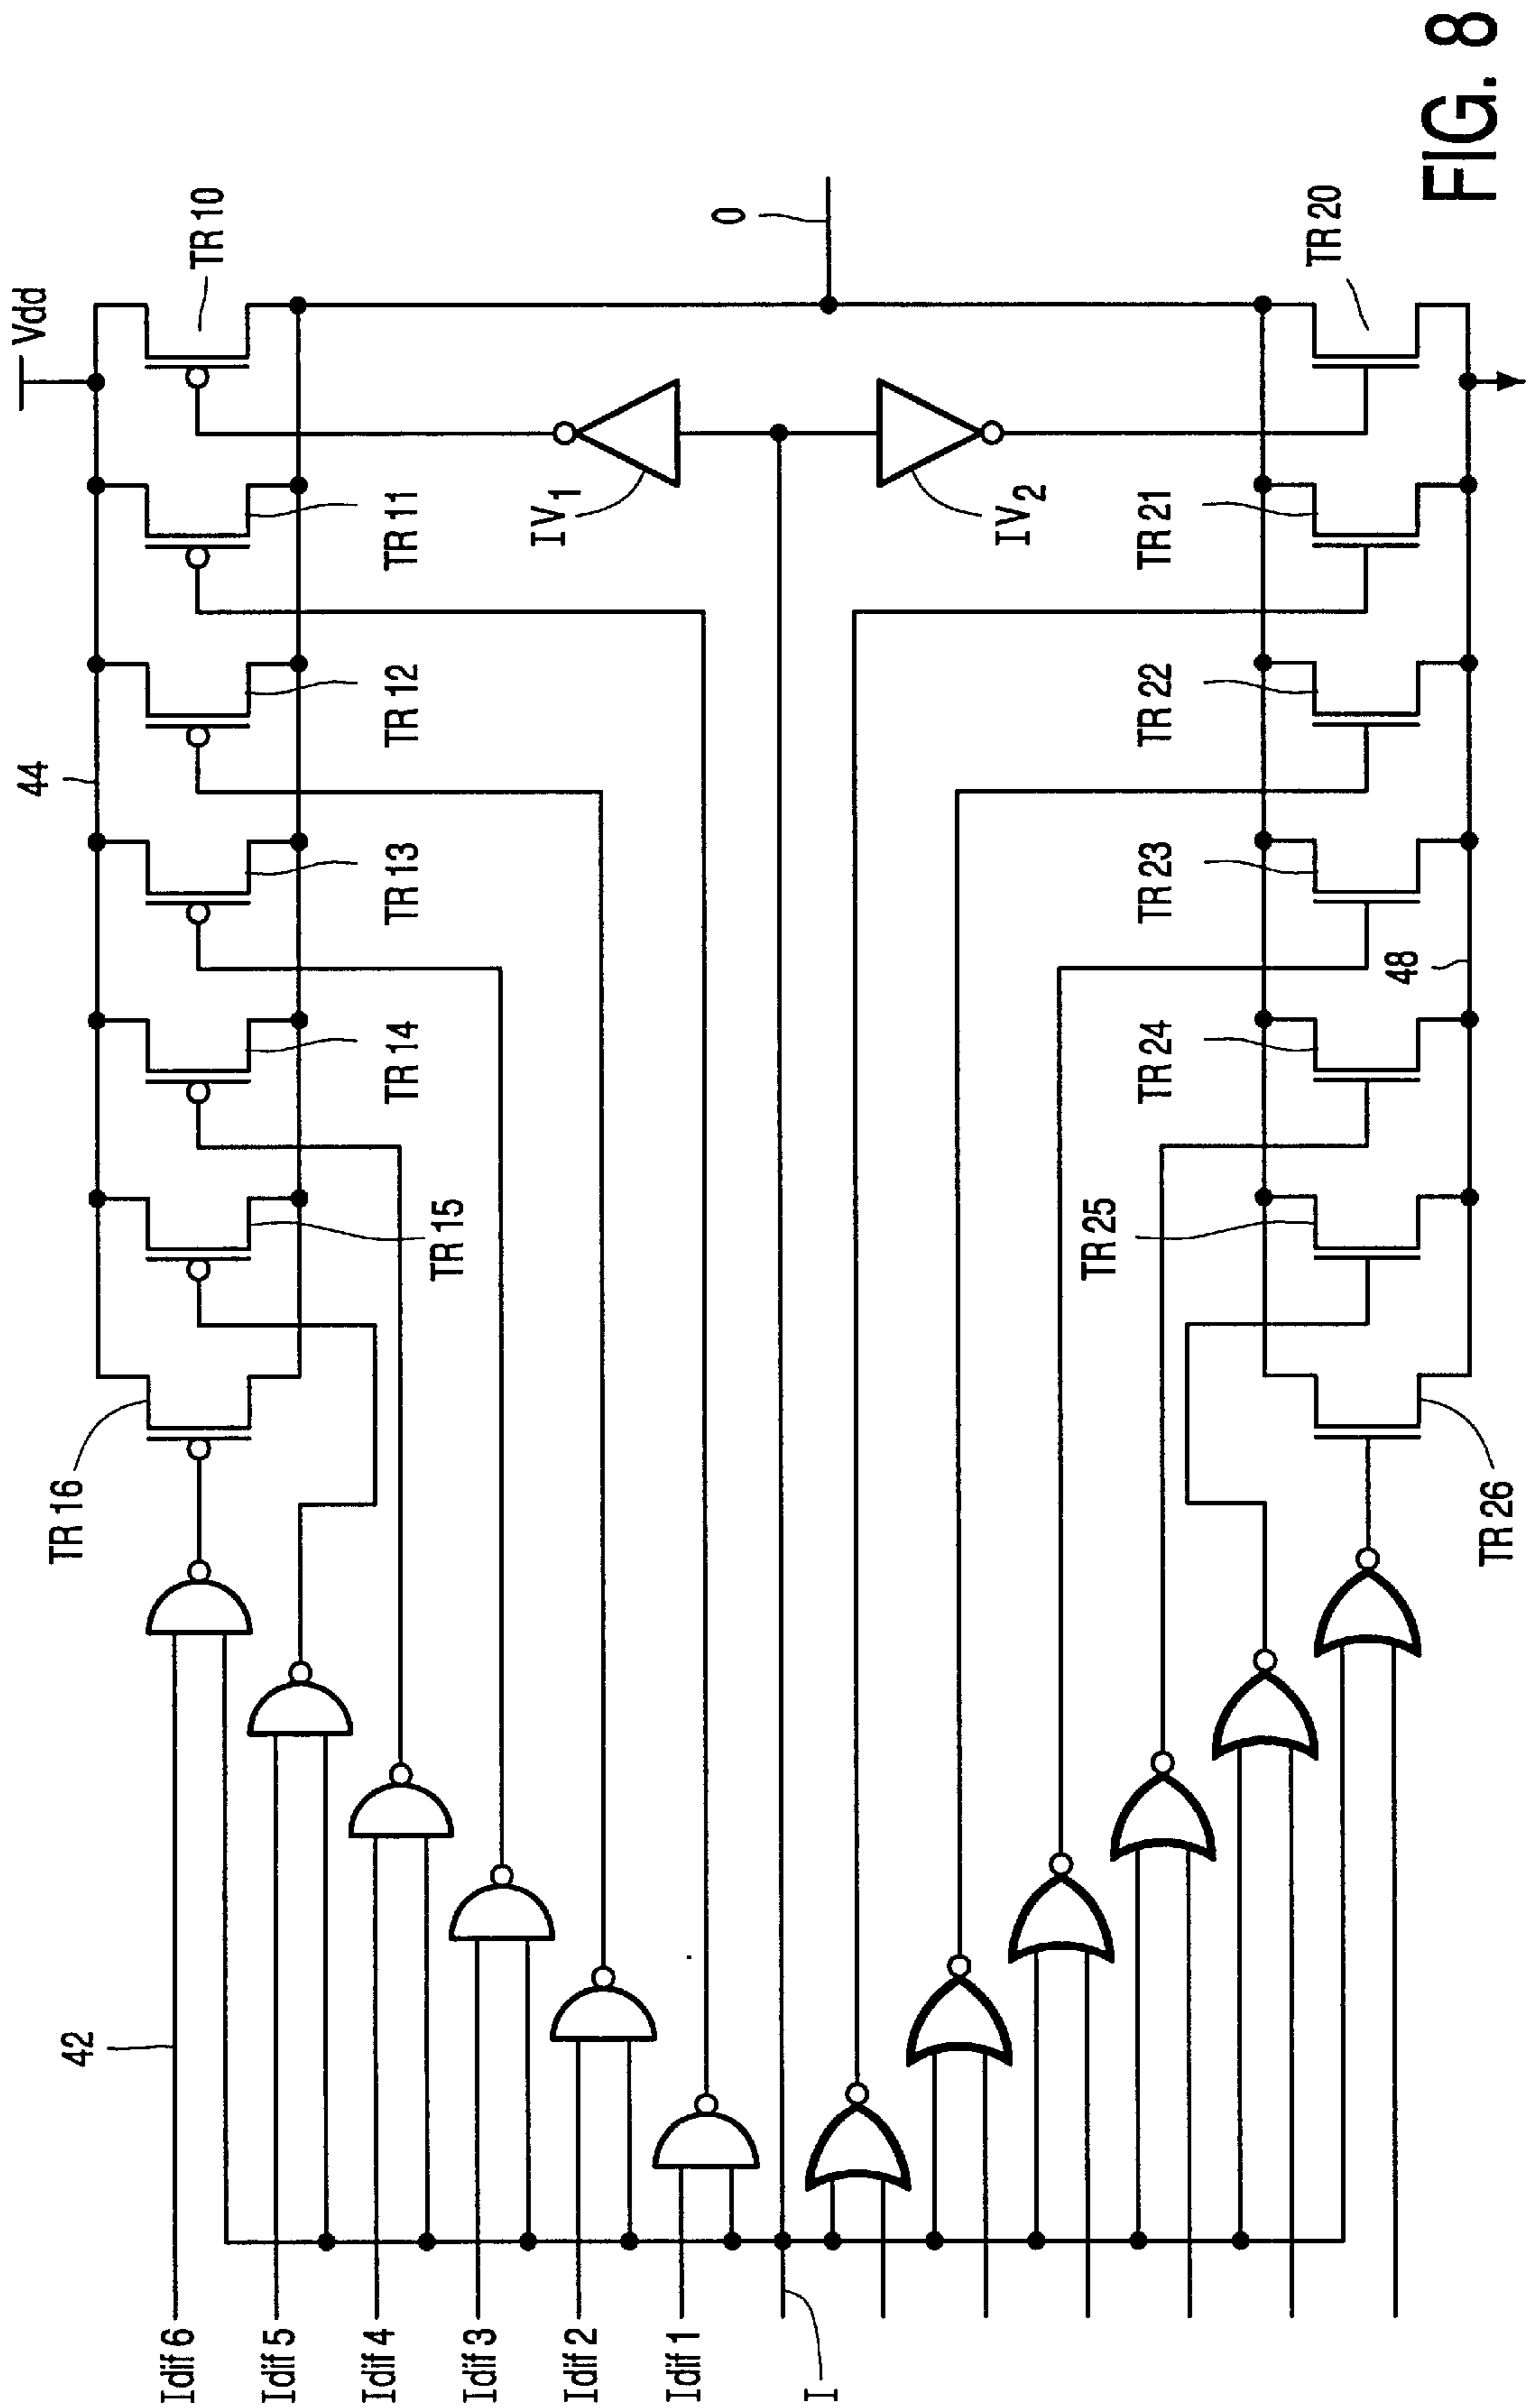 Vdd
TR 10
TR 11
TR 12
44
TR 13
TR 14
TR 15
TR 16
42
Idif 6
Idif 5
Idif 4
Idif 3
Idif 2
Idif 1
I
IV1
IV2
0
TR 20
TR 21
TR 22
TR 23
48
TR 24
TR 25
TR 26
FIG. 8